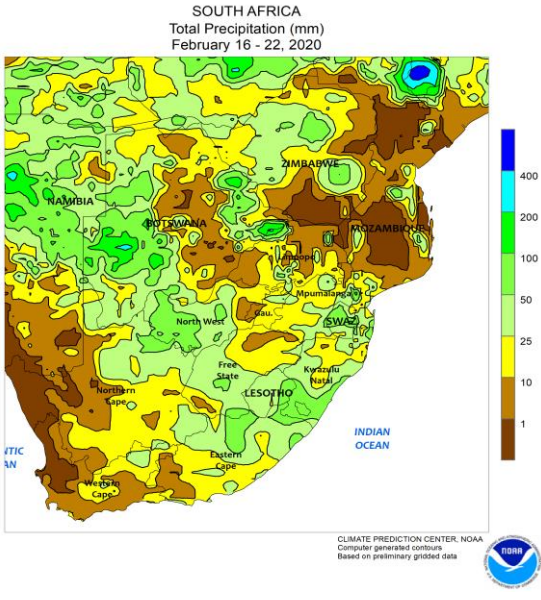 SOUTH AFRICA
Total Precipitation (mm)
February 16 - 22, 2020
ZIMBABWE
NAMIBIA
BOTSWANA
MOZAMBIQUE
Limpopo
Mpumalanga
Gau.
North West
SWAZ.
Free
State
Kwazulu
Natal
LESOTHO
Northern
Cape
Eastern
Cape
Western
Cape
NTIC
AN
INDIAN
OCEAN
400
200
100
50
25
10
1
CLIMATE PREDICTION CENTER, NOAA
Computer generated contours
Based on preliminary gridded data
NOAA